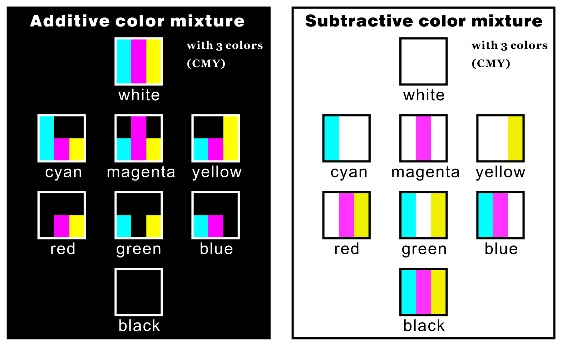 Additive color mixture
with 3 colors
(CMY)
white
cyan magenta yellow
red green blue
black
Subtractive color mixture
with 3 colors
(CMY)
white
cyan magenta yellow
red green blue
black